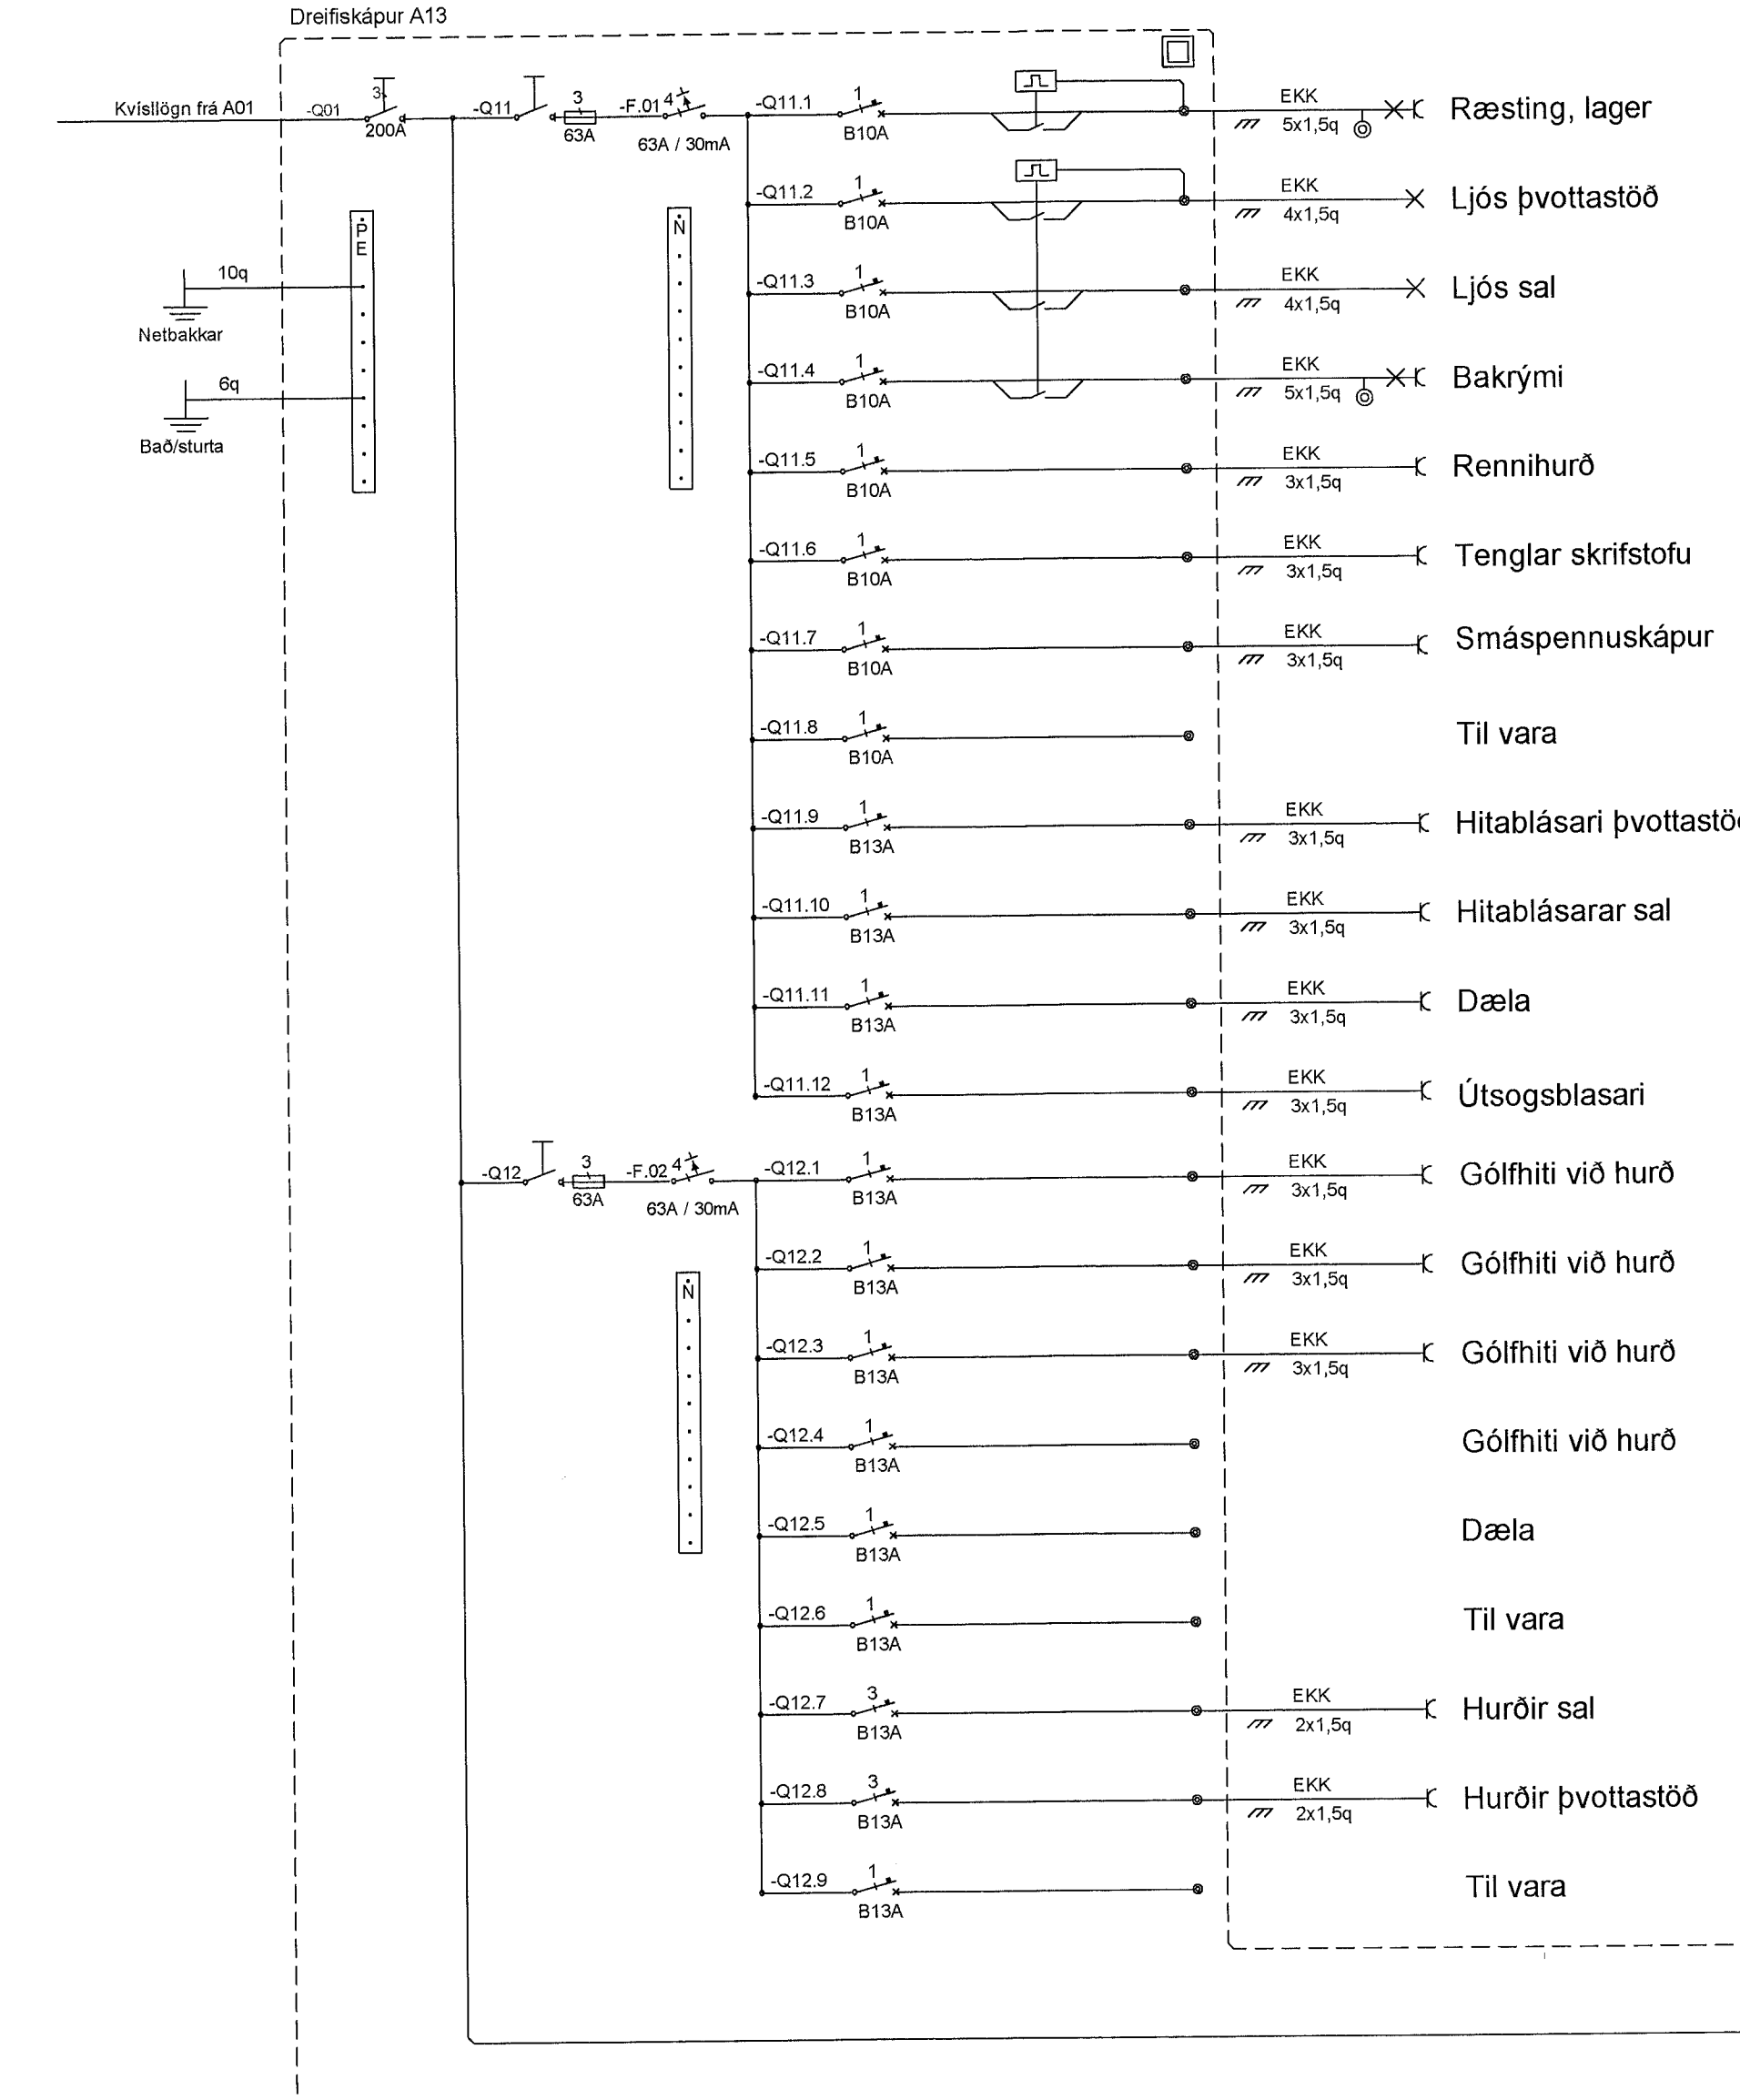 Dreifiskápur A13
Kvísllögn frá A01
-Q01
3
200A
-Q11
3
63A
-F.01
4
63A / 30mA
-Q11.1
1
B10A
EKK
5x1,5q
Ræsting, lager
-Q11.2
1
B10A
EKK
4x1,5q
Ljós þvottastöð
PE
N
10q
Netbakkar
-Q11.3
1
B10A
EKK
4x1,5q
Ljós sal
6q
Bað/sturta
-Q11.4
1
B10A
EKK
5x1,5q
Bakrými
-Q11.5
1
B10A
EKK
3x1,5q
Rennihurð
-Q11.6
1
B10A
EKK
3x1,5q
Tenglar skrifstofu
-Q11.7
1
B10A
EKK
3x1,5q
Smáspennuskápur
-Q11.8
1
B10A
Til vara
-Q11.9
1
B13A
EKK
3x1,5q
Hitablásari þvottastö
-Q11.10
1
B13A
EKK
3x1,5q
Hitablásarar sal
-Q11.11
1
B13A
EKK
3x1,5q
Dæla
-Q11.12
1
B13A
EKK
3x1,5q
Útsogsblasari
-Q12
3
63A
-F.02
4
63A / 30mA
-Q12.1
1
B13A
EKK
3x1,5q
Gólfhiti við hurð
-Q12.2
1
B13A
EKK
3x1,5q
Gólfhiti við hurð
N
-Q12.3
1
B13A
EKK
3x1,5q
Gólfhiti við hurð
-Q12.4
1
B13A
Gólfhiti við hurð
-Q12.5
1
B13A
Dæla
-Q12.6
1
B13A
Til vara
-Q12.7
3
B13A
EKK
2x1,5q
Hurðir sal
-Q12.8
3
B13A
EKK
2x1,5q
Hurðir þvottastöð
-Q12.9
1
B13A
Til vara